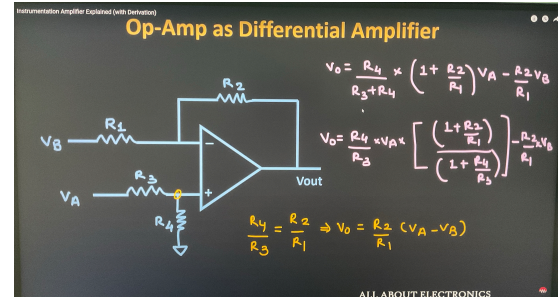 Instrumentation Amplifier Explained (with Derivation)
Op-Amp as Differential Amplifier
Vo = R4/(R3+R4) × (1 + R2/R1) VA − R2/R1 VB
R2
R1
VB
−
Vo = R4/R3 × VA × [(1 + R2/R1)/(1 + R4/R3)] − R2/R1 × VB
R3
VA
+
Vout
R4
R4/R3 = R2/R1 ⇒ Vo = R2/R1 (VA − VB)
ALL ABOUT ELECTRONICS